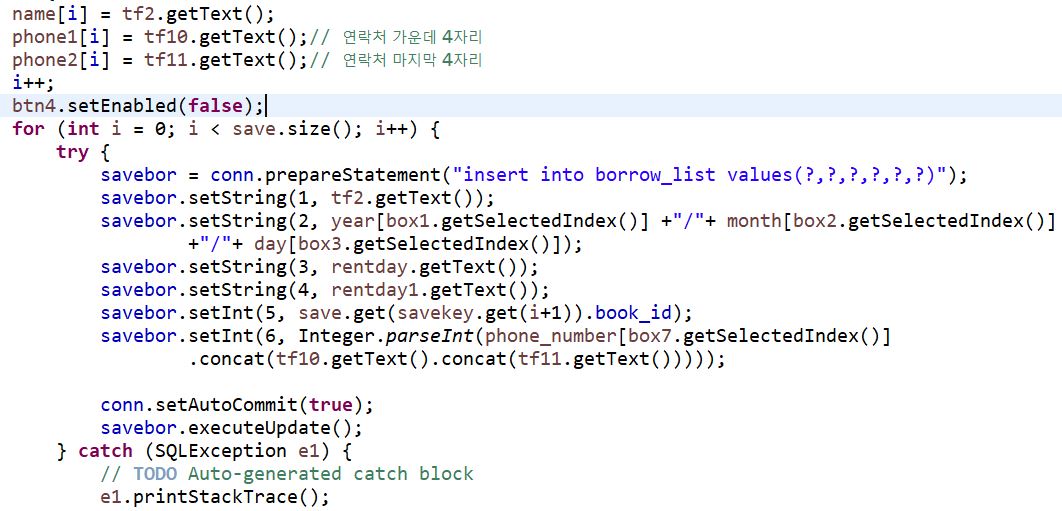 name[i] = tf2.getText();
phone1[i] = tf10.getText();// 연락처 가운데 4자리
phone2[i] = tf11.getText();// 연락처 마지막 4자리
i++;
btn4.setEnabled(false);
for (int i = 0; i < save.size(); i++) {
    try {
        savebor = conn.prepareStatement("insert into borrow_list values(?,?,?,?,?,?)");
        savebor.setString(1, tf2.getText());
        savebor.setString(2, year[box1.getSelectedIndex()] +"/"+ month[box2.getSelectedIndex()]
                +"/"+ day[box3.getSelectedIndex()]);
        savebor.setString(3, rentday.getText());
        savebor.setString(4, rentday1.getText());
        savebor.setInt(5, save.get(savekey.get(i+1)).book_id);
        savebor.setInt(6, Integer.parseInt(phone_number[box7.getSelectedIndex()]
                .concat(tf10.getText().concat(tf11.getText()))));

        conn.setAutoCommit(true);
        savebor.executeUpdate();
    } catch (SQLException e1) {
        // TODO Auto-generated catch block
        e1.printStackTrace();